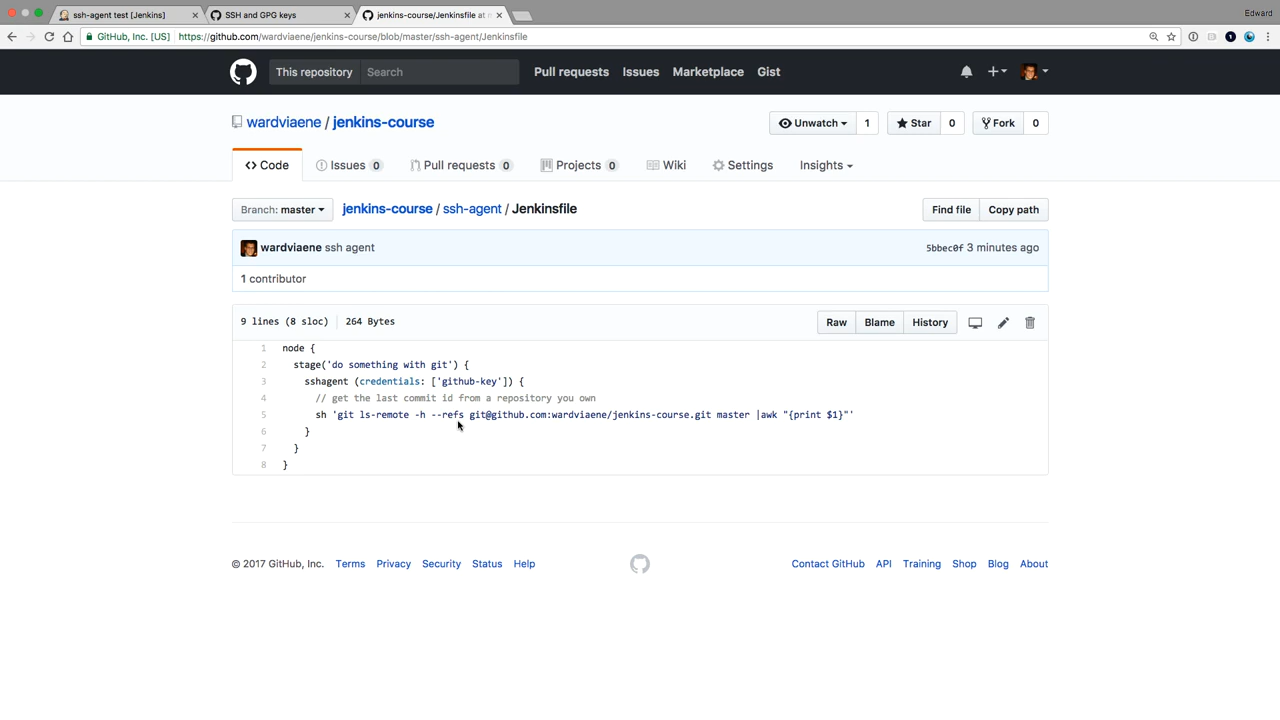 ssh-agent test [Jenkins] × SSH and GPG keys × jenkins-course/Jenkinsfile at × Edward
GitHub, Inc. [US] https://github.com/wardviaene/jenkins-course/blob/master/ssh-agent/Jenkinsfile
This repository Search Pull requests Issues Marketplace Gist
wardviaene / jenkins-course Unwatch 1 Star 0 Fork 0
<> Code Issues 0 Pull requests 0 Projects 0 Wiki Settings Insights
Branch: master jenkins-course / ssh-agent / Jenkinsfile Find file Copy path
wardviaene ssh agent 5bbec0f 3 minutes ago
1 contributor
9 lines (8 sloc) 264 Bytes Raw Blame History
1 node {
2 stage('do something with git') {
3 sshagent (credentials: ['github-key']) {
4 // get the last commit id from a repository you own
5 sh 'git ls-remote -h --refs git@github.com:wardviaene/jenkins-course.git master |awk "{print $1}"'
6 }
7 }
8 }
© 2017 GitHub, Inc. Terms Privacy Security Status Help Contact GitHub API Training Shop Blog About